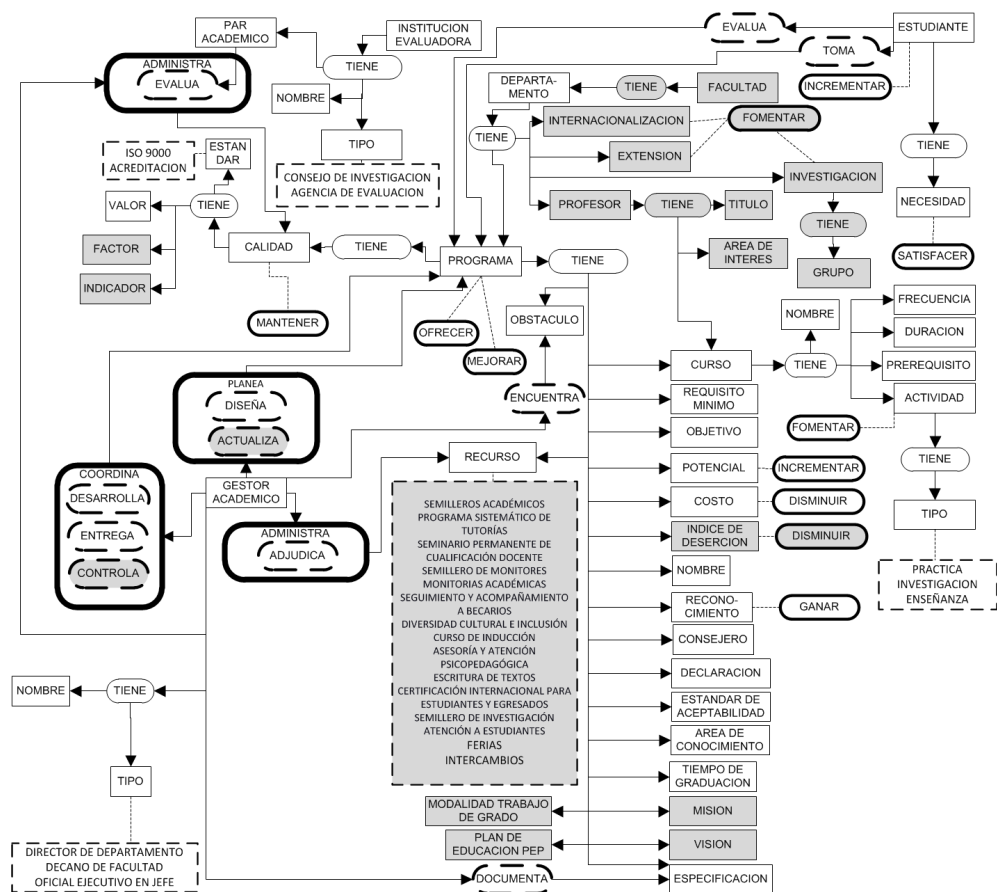 PAR
ACADEMICO
INSTITUCION
EVALUADORA
EVALUA
ESTUDIANTE
TOMA
ADMINISTRA
EVALUA
TIENE
NOMBRE
DEPARTA-
MENTO
TIENE
FACULTAD
INCREMENTAR
TIENE
INTERNACIONALIZACION
FOMENTAR
TIPO
ISO 9000
ACREDITACION
ESTAN
DAR
EXTENSION
TIENE
CONSEJO DE INVESTIGACION
AGENCIA DE EVALUACION
INVESTIGACION
VALOR
TIENE
PROFESOR
TIENE
TITULO
NECESIDAD
TIENE
FACTOR
CALIDAD
TIENE
PROGRAMA
TIENE
AREA DE
INTERES
SATISFACER
GRUPO
INDICADOR
MANTENER
OFRECER
OBSTACULO
NOMBRE
FRECUENCIA
DURACION
MEJORAR
CURSO
TIENE
PREREQUISITO
PLANEA
DISEÑA
ACTUALIZA
ENCUENTRA
REQUISITO
MINIMO
ACTIVIDAD
OBJETIVO
FOMENTAR
RECURSO
POTENCIAL
INCREMENTAR
TIENE
COORDINA
DESARROLLA
ENTREGA
CONTROLA
GESTOR
ACADEMICO
COSTO
DISMINUIR
TIPO
ADMINISTRA
ADJUDICA
INDICE DE
DESERCION
DISMINUIR
SEMILLEROS ACADÉMICOS
PROGRAMA SISTEMÁTICO DE
TUTORÍAS
SEMINARIO PERMANENTE DE
CUALIFICACIÓN DOCENTE
SEMILLERO DE MONITORES
MONITORIAS ACADÉMICAS
SEGUIMIENTO Y ACOMPAÑAMIENTO
A BECARIOS
DIVERSIDAD CULTURAL E INCLUSIÓN
CURSO DE INDUCCIÓN
ASESORÍA Y ATENCIÓN
PSICOPEDAGÓGICA
ESCRITURA DE TEXTOS
CERTIFICACIÓN INTERNACIONAL PARA
ESTUDIANTES Y EGRESADOS
SEMILLERO DE INVESTIGACIÓN
ATENCIÓN A ESTUDIANTES
FERIAS
INTERCAMBIOS
NOMBRE
PRACTICA
INVESTIGACION
ENSEÑANZA
RECONO-
CIMIENTO
GANAR
CONSEJERO
DECLARACION
NOMBRE
TIENE
ESTANDAR DE
ACEPTABILIDAD
AREA DE
CONOCIMIENTO
TIPO
TIEMPO DE
GRADUACION
MODALIDAD TRABAJO
DE GRADO
MISION
PLAN DE
EDUCACION PEP
VISION
DIRECTOR DE DEPARTAMENTO
DECANO DE FACULTAD
OFICIAL EJECUTIVO EN JEFE
DOCUMENTA
ESPECIFICACION